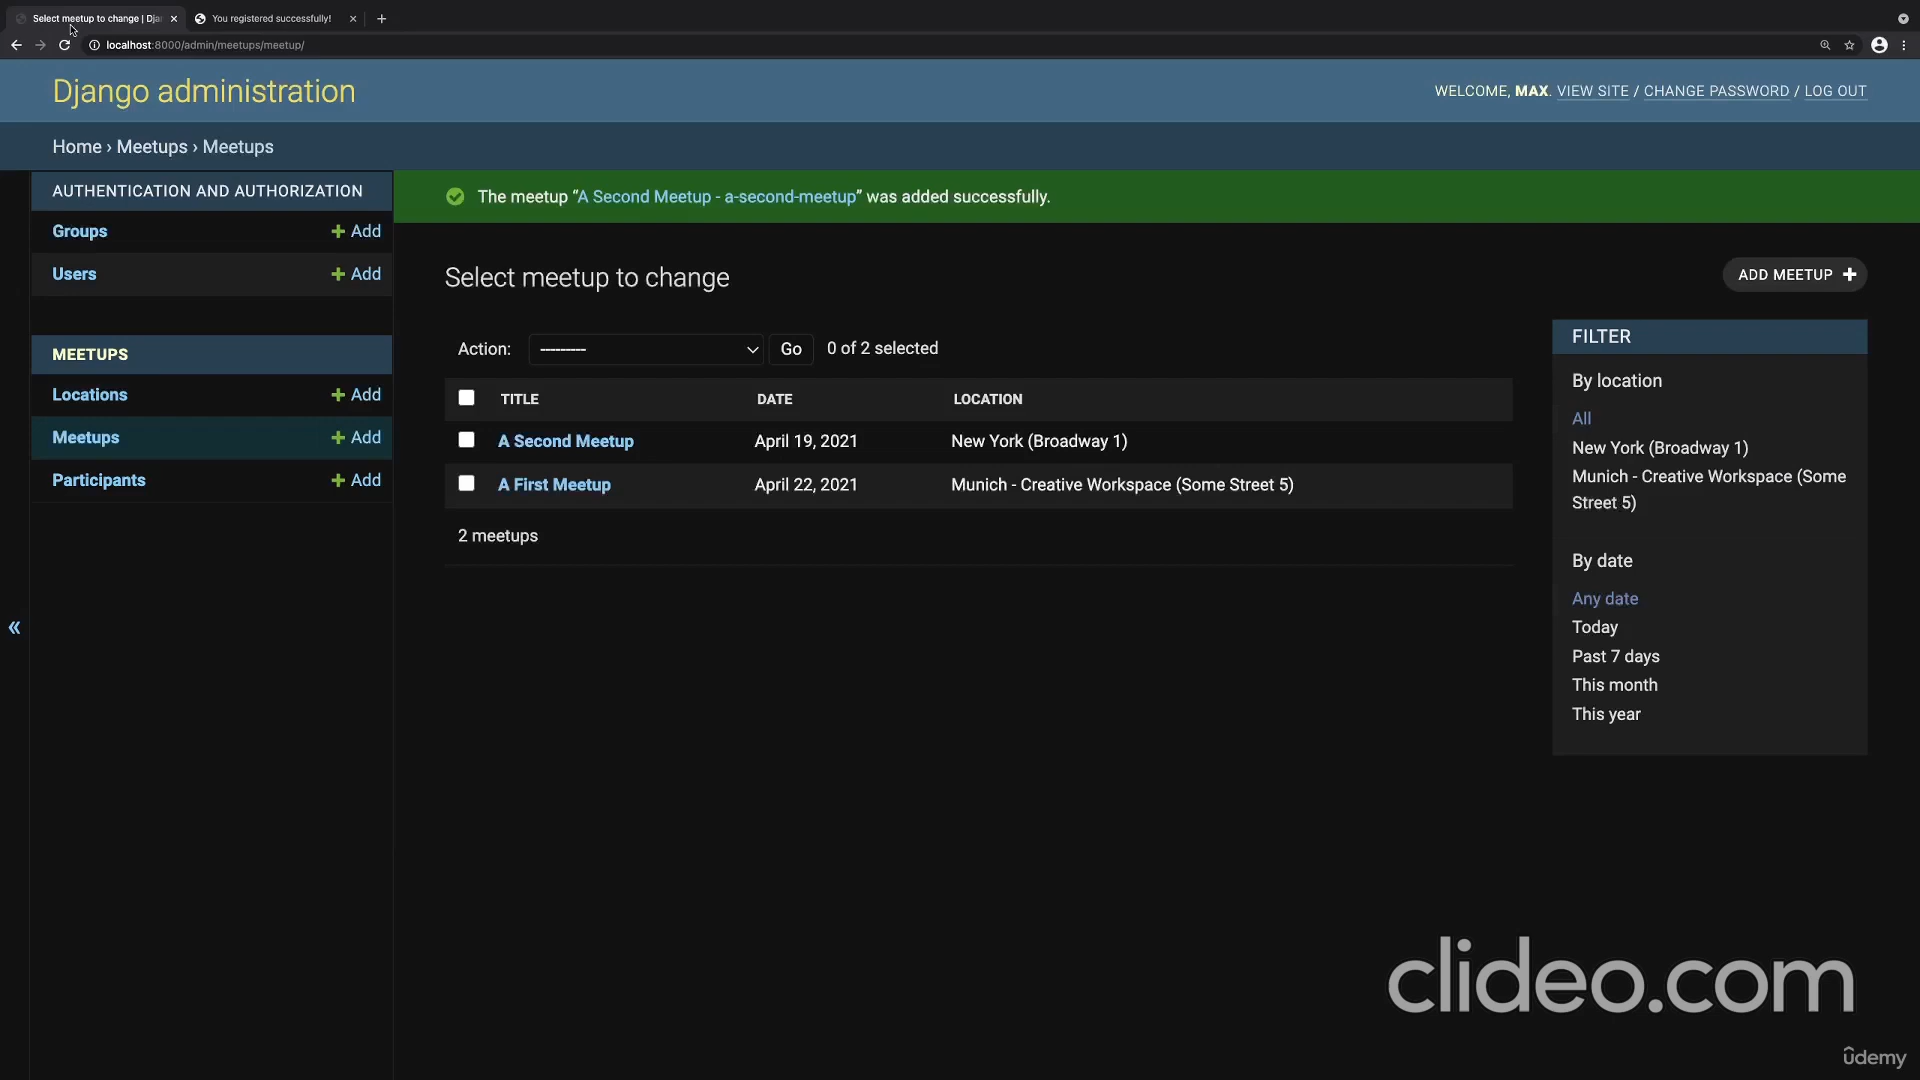 Select meetup to change | Dja
You registered successfully!
localhost:8000/admin/meetups/meetup/
Django administration
WELCOME, MAX. VIEW SITE / CHANGE PASSWORD / LOG OUT
Home › Meetups › Meetups
AUTHENTICATION AND AUTHORIZATION
Groups
+ Add
Users
+ Add
MEETUPS
Locations
+ Add
Meetups
+ Add
Participants
+ Add
«
The meetup “A Second Meetup - a-second-meetup” was added successfully.
Select meetup to change
ADD MEETUP +
Action: ---------
Go
0 of 2 selected
TITLE DATE LOCATION
A Second Meetup April 19, 2021 New York (Broadway 1)
A First Meetup April 22, 2021 Munich - Creative Workspace (Some Street 5)
2 meetups
FILTER
By location
All
New York (Broadway 1)
Munich - Creative Workspace (Some
Street 5)
By date
Any date
Today
Past 7 days
This month
This year
clideo.com
udemy